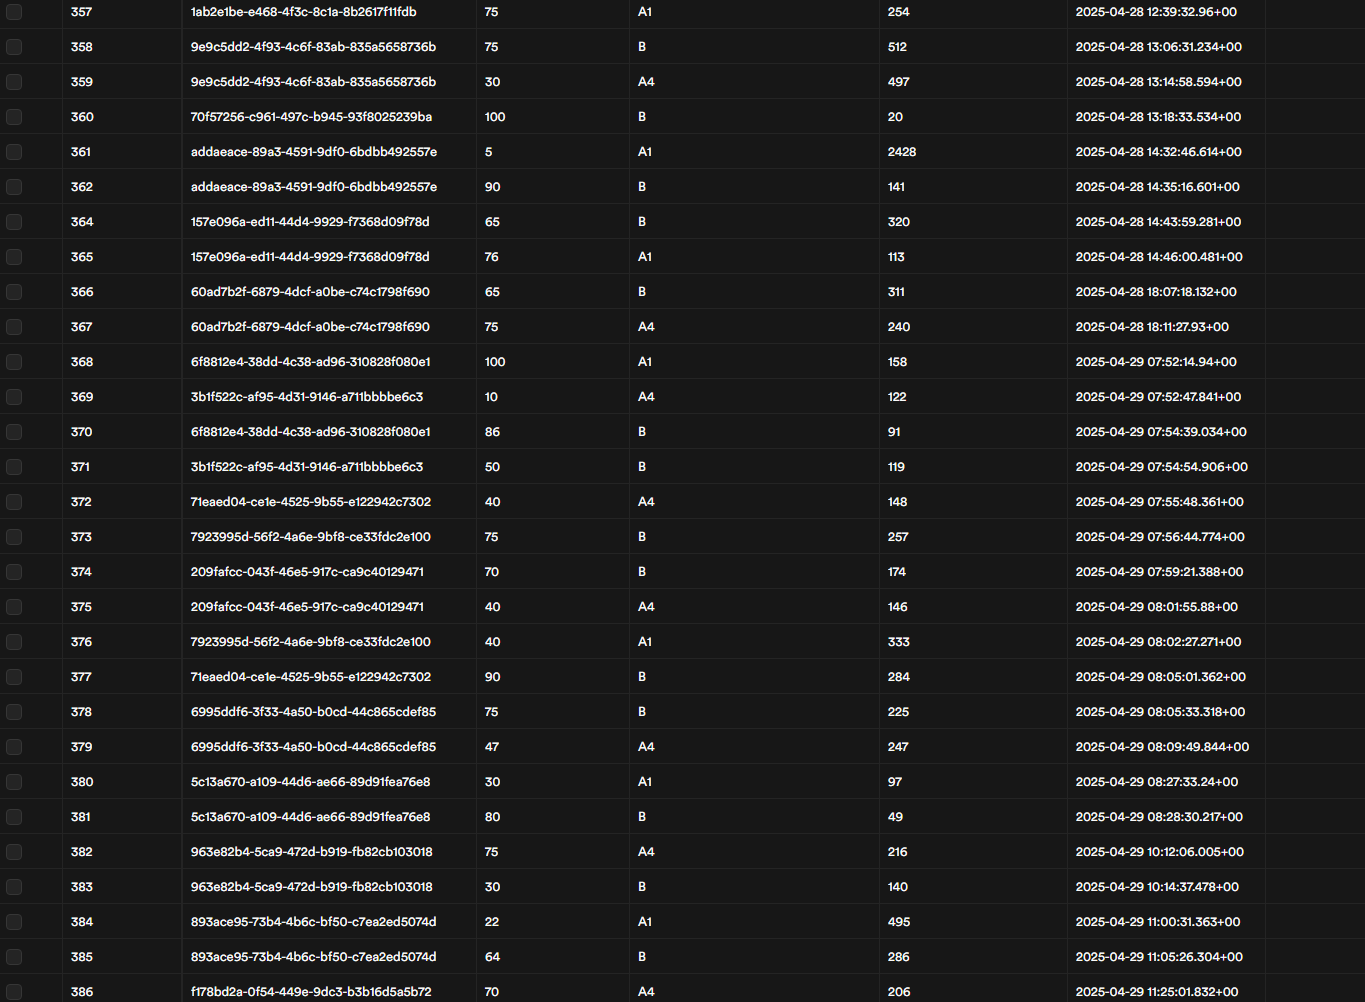 357 1ab2e1be-e468-4f3c-8c1a-8b2617f11fdb 75 A1 254 2025-04-28 12:39:32.96+00
358 9e9c5dd2-4f93-4c6f-83ab-835a5658736b 75 B 512 2025-04-28 13:06:31.234+00
359 9e9c5dd2-4f93-4c6f-83ab-835a5658736b 30 A4 497 2025-04-28 13:14:58.594+00
360 70f57256-c961-497c-b945-93f8025239ba 100 B 20 2025-04-28 13:18:33.534+00
361 addaeace-89a3-4591-9df0-6bdbb492557e 5 A1 2428 2025-04-28 14:32:46.614+00
362 addaeace-89a3-4591-9df0-6bdbb492557e 90 B 141 2025-04-28 14:35:16.601+00
364 157e096a-ed11-44d4-9929-f7368d09f78d 65 B 320 2025-04-28 14:43:59.281+00
365 157e096a-ed11-44d4-9929-f7368d09f78d 76 A1 113 2025-04-28 14:46:00.481+00
366 60ad7b2f-6879-4dcf-a0be-c74c1798f690 65 B 311 2025-04-28 18:07:18.132+00
367 60ad7b2f-6879-4dcf-a0be-c74c1798f690 75 A4 240 2025-04-28 18:11:27.93+00
368 6f8812e4-38dd-4c38-ad96-310828f080e1 100 A1 158 2025-04-29 07:52:14.94+00
369 3b1f522c-af95-4d31-9146-a711bbbbe6c3 10 A4 122 2025-04-29 07:52:47.841+00
370 6f8812e4-38dd-4c38-ad96-310828f080e1 86 B 91 2025-04-29 07:54:39.034+00
371 3b1f522c-af95-4d31-9146-a711bbbbe6c3 50 B 119 2025-04-29 07:54:54.906+00
372 71eaed04-ce1e-4525-9b55-e122942c7302 40 A4 148 2025-04-29 07:55:48.361+00
373 7923995d-56f2-4a6e-9bf8-ce33fdc2e100 75 B 257 2025-04-29 07:56:44.774+00
374 209fafcc-043f-46e5-917c-ca9c40129471 70 B 174 2025-04-29 07:59:21.388+00
375 209fafcc-043f-46e5-917c-ca9c40129471 40 A4 146 2025-04-29 08:01:55.88+00
376 7923995d-56f2-4a6e-9bf8-ce33fdc2e100 40 A1 333 2025-04-29 08:02:27.271+00
377 71eaed04-ce1e-4525-9b55-e122942c7302 90 B 284 2025-04-29 08:05:01.362+00
378 6995ddf6-3f33-4a50-b0cd-44c865cdef85 75 B 225 2025-04-29 08:05:33.318+00
379 6995ddf6-3f33-4a50-b0cd-44c865cdef85 47 A4 247 2025-04-29 08:09:49.844+00
380 5c13a670-a109-44d6-ae66-89d91fea76e8 30 A1 97 2025-04-29 08:27:33.24+00
381 5c13a670-a109-44d6-ae66-89d91fea76e8 80 B 49 2025-04-29 08:28:30.217+00
382 963e82b4-5ca9-472d-b919-fb82cb103018 75 A4 216 2025-04-29 10:12:06.005+00
383 963e82b4-5ca9-472d-b919-fb82cb103018 30 B 140 2025-04-29 10:14:37.478+00
384 893ace95-73b4-4b6c-bf50-c7ea2ed5074d 22 A1 495 2025-04-29 11:00:31.363+00
385 893ace95-73b4-4b6c-bf50-c7ea2ed5074d 64 B 286 2025-04-29 11:05:26.304+00
386 f178bd2a-0f54-449e-9dc3-b3b16d5a5b72 70 A4 206 2025-04-29 11:25:01.832+00